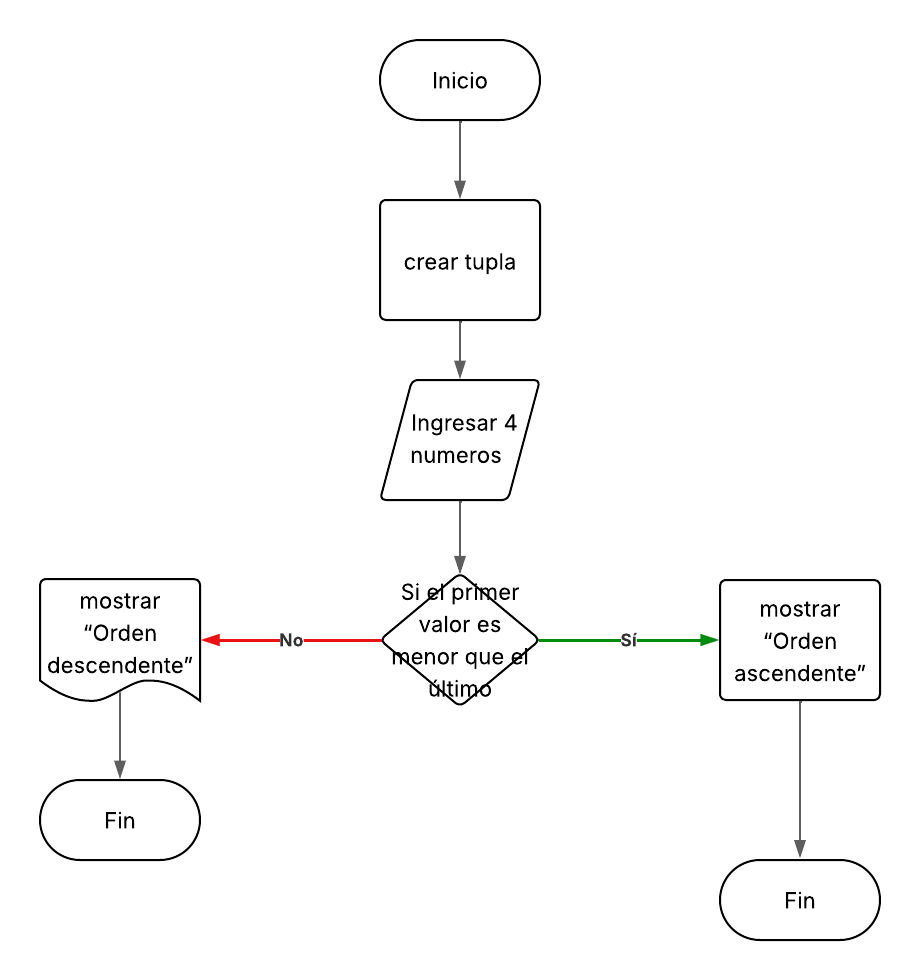 Inicio
crear tupla
Ingresar 4
numeros
Si el primer
valor es
menor que el
último
No
Sí
mostrar
“Orden
descendente”
mostrar
“Orden
ascendente”
Fin
Fin